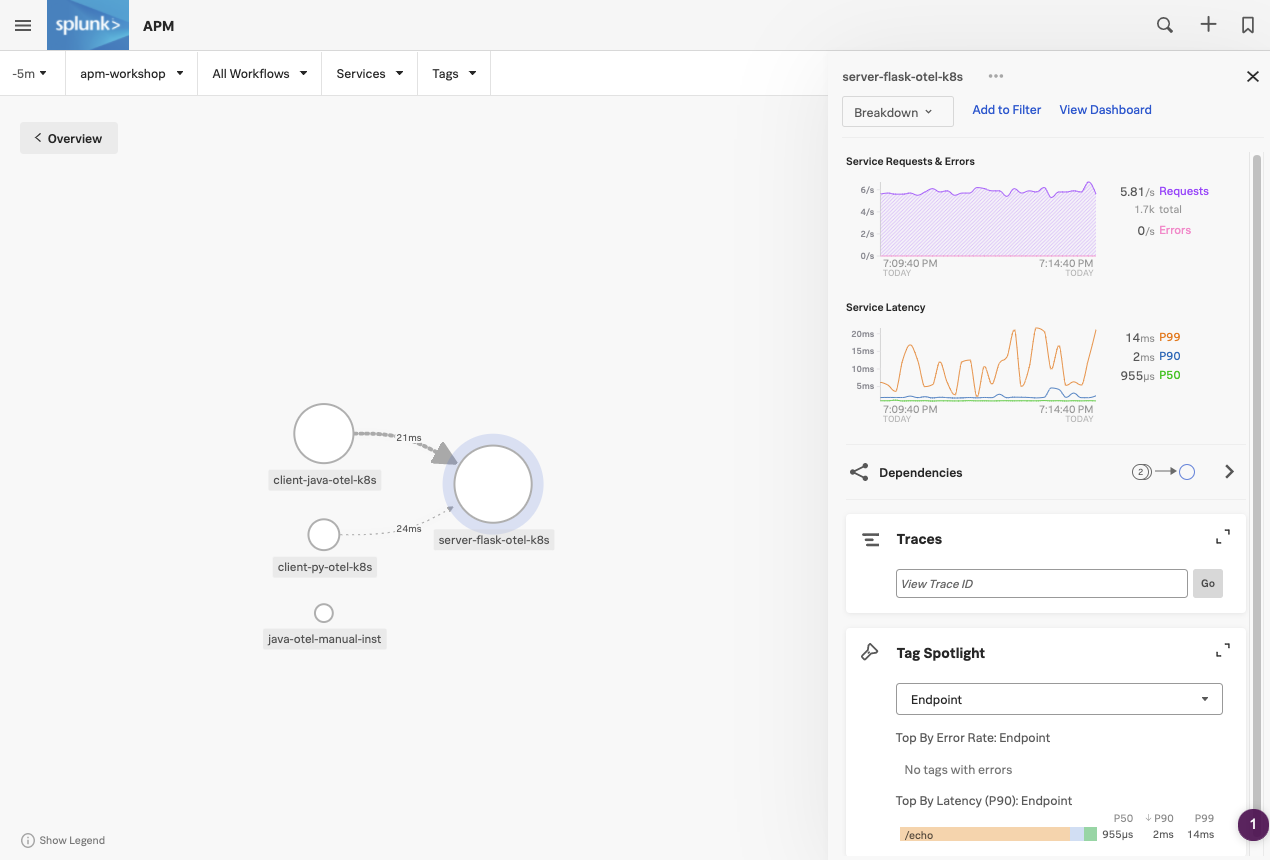 splunk> APM
-5m apm-workshop All Workflows Services Tags
Overview
client-java-otel-k8s
21ms
client-py-otel-k8s
24ms
server-flask-otel-k8s
java-otel-manual-inst
Show Legend
server-flask-otel-k8s
Breakdown Add to Filter View Dashboard
Service Requests & Errors
6/s
4/s
2/s
0/s
7:09:40 PM 7:14:40 PM
TODAY TODAY
5.81/s Requests
1.7k total
0/s Errors
Service Latency
20ms
15ms
10ms
5ms
7:09:40 PM 7:14:40 PM
TODAY TODAY
14ms P99
2ms P90
955µs P50
Dependencies 2
Traces
View Trace ID Go
Tag Spotlight
Endpoint
Top By Error Rate: Endpoint
No tags with errors
Top By Latency (P90): Endpoint
P50 P90 P99
/echo 955µs 2ms 14ms
1